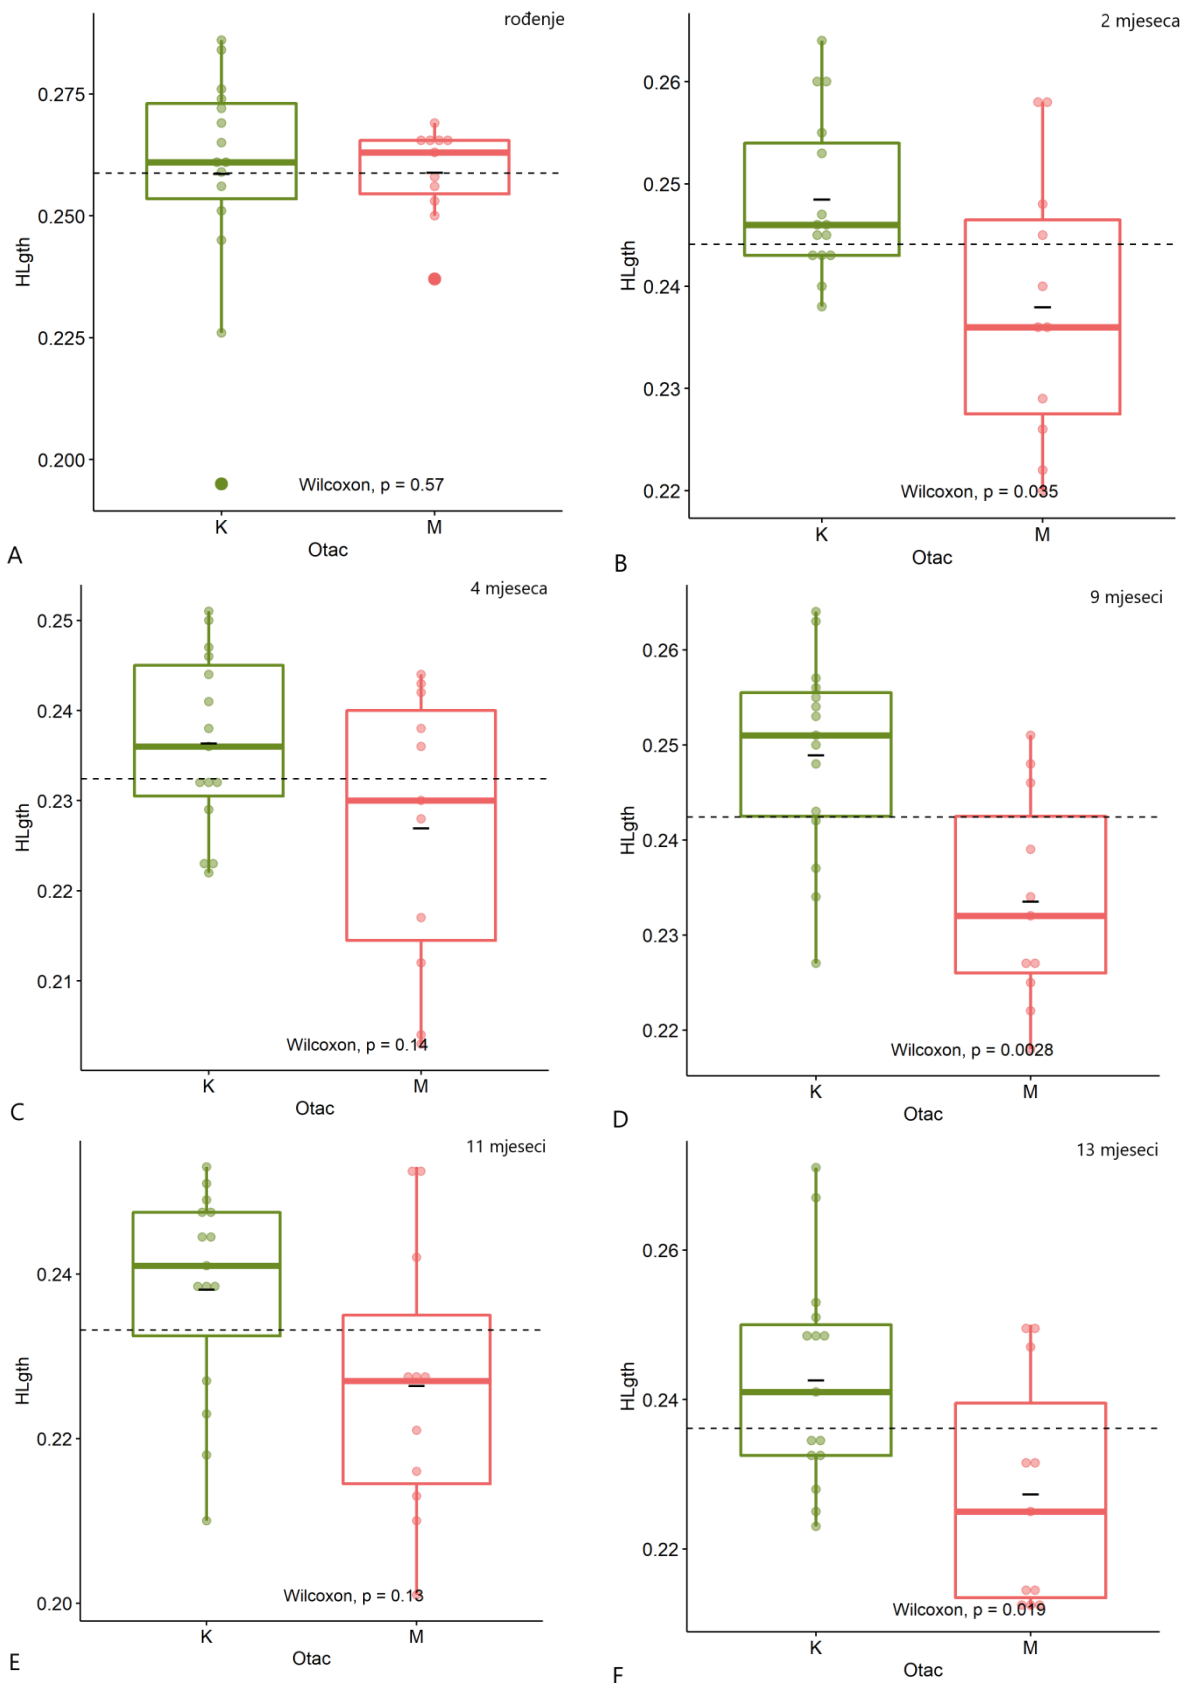 rođenje
0.275
0.250
0.225
0.200
HLgth
Wilcoxon, p = 0.57
K M
Otac
A
2 mjeseca
0.26
0.25
0.24
0.23
0.22
HLgth
Wilcoxon, p = 0.035
K M
Otac
B
4 mjeseca
0.25
0.24
0.23
0.22
0.21
HLgth
Wilcoxon, p = 0.14
K M
Otac
C
9 mjeseci
0.26
0.25
0.24
0.23
0.22
HLgth
Wilcoxon, p = 0.0028
K M
Otac
D
11 mjeseci
0.24
0.22
0.20
HLgth
Wilcoxon, p = 0.13
K M
Otac
E
13 mjeseci
0.26
0.24
0.22
HLgth
Wilcoxon, p = 0.019
K M
Otac
F